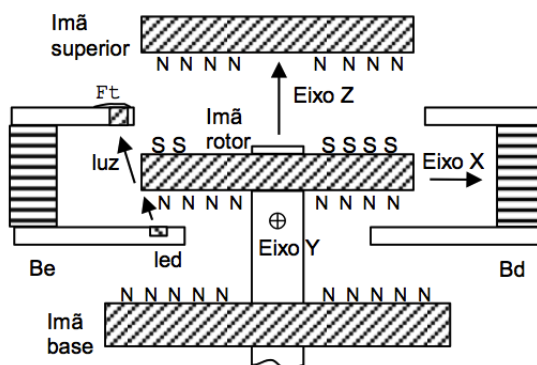 Imã
superior
N N N N N N N N
Ft
Eixo Z
Imã
rotor
S S S S S S
luz
Eixo X
N N N N N N N N
Eixo Y
led
Be
Bd
N N N N N N N N N N
Imã
base